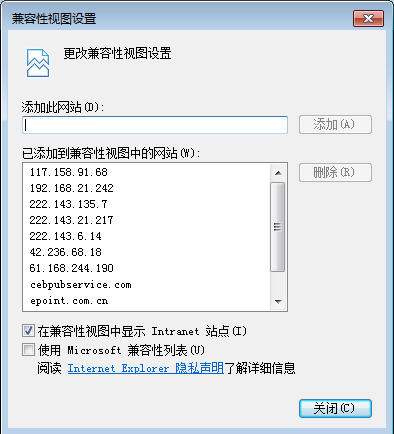 兼容性视图设置
更改兼容性视图设置
添加此网站(D):
添加(A)
已添加到兼容性视图中的网站(W):
117.158.91.68
删除(R)
192.168.21.242
222.143.135.7
222.143.21.217
222.143.6.14
42.236.68.18
61.168.244.190
cebpubservice.com
epoint.com.cn
在兼容性视图中显示 Intranet 站点(I)
使用 Microsoft 兼容性列表(U)
阅读 Internet Explorer 隐私声明了解详细信息
关闭(C)